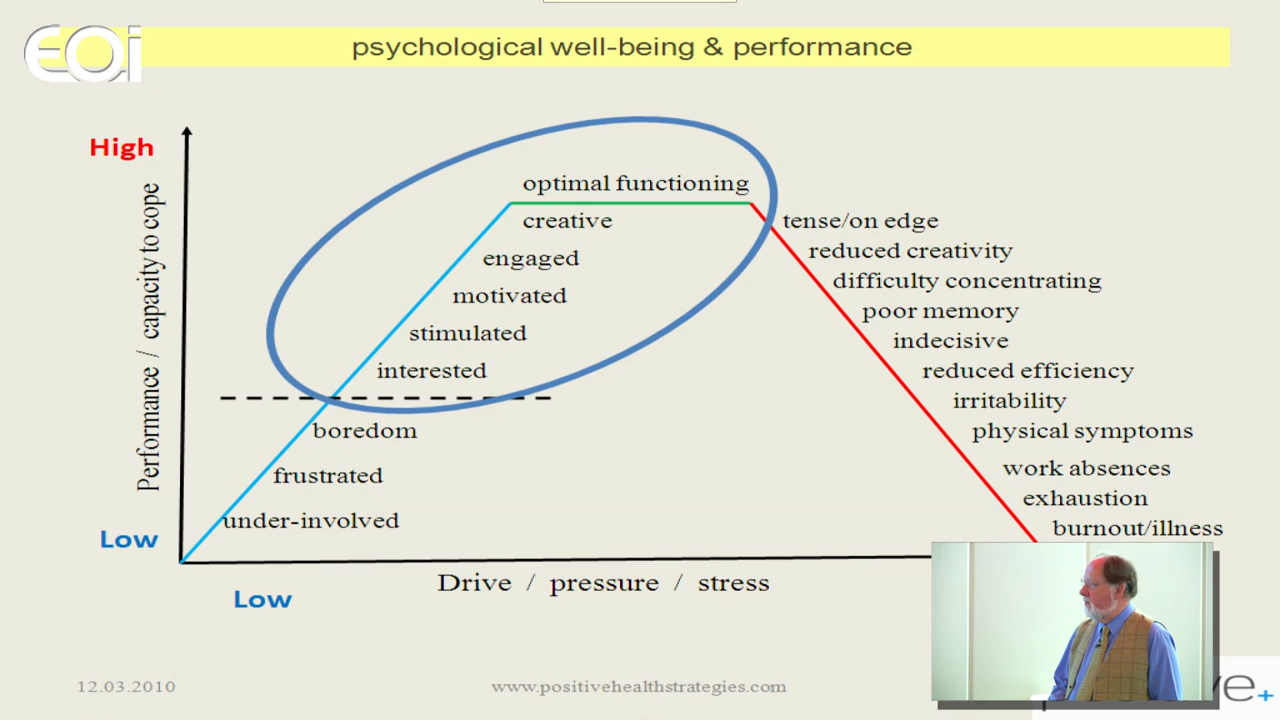 EQi
psychological well-being & performance
High
Performance / capacity to cope
optimal functioning
creative
engaged
motivated
stimulated
interested
boredom
frustrated
under-involved
tense/on edge
reduced creativity
difficulty concentrating
poor memory
indecisive
reduced efficiency
irritability
physical symptoms
work absences
exhaustion
burnout/illness
Low
Low
Drive / pressure / stress
12.03.2010
www.positivehealthstrategies.com